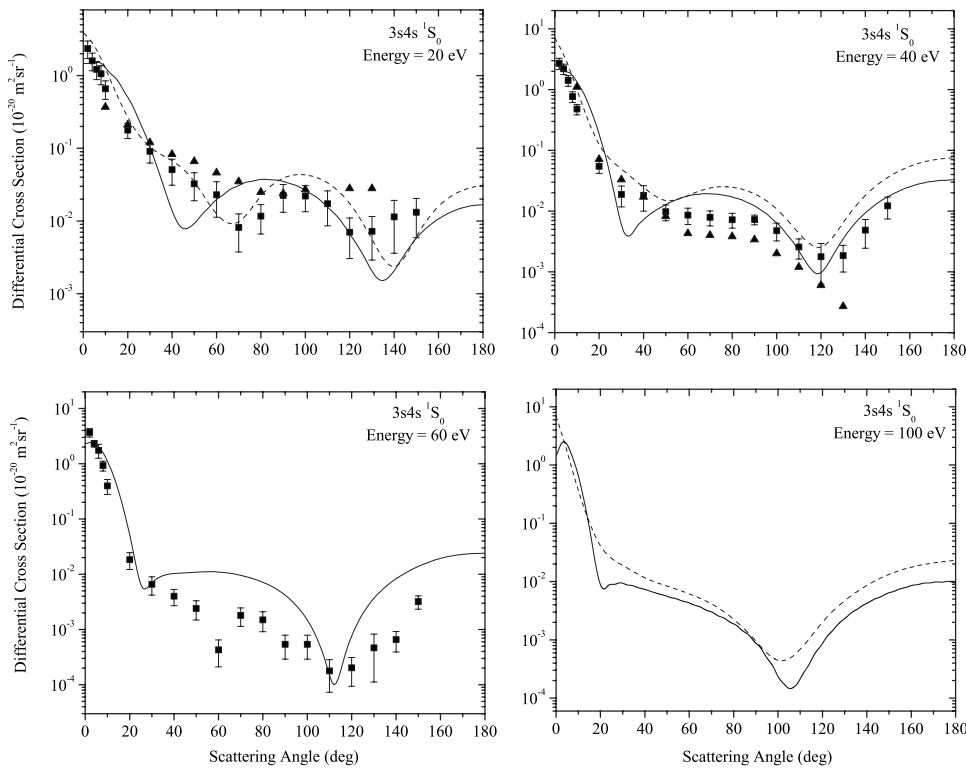 3s4s ¹S₀
Energy = 20 eV
Differential Cross Section (10⁻²⁰ m²sr⁻¹)
10⁰
10⁻¹
10⁻²
10⁻³
0 20 40 60 80 100 120 140 160 180
3s4s ¹S₀
Energy = 40 eV
10¹
10⁰
10⁻¹
10⁻²
10⁻³
10⁻⁴
0 20 40 60 80 100 120 140 160 180
3s4s ¹S₀
Energy = 60 eV
Differential Cross Section (10⁻²⁰ m²sr⁻¹)
10¹
10⁰
10⁻¹
10⁻²
10⁻³
10⁻⁴
0 20 40 60 80 100 120 140 160 180
Scattering Angle (deg)
3s4s ¹S₀
Energy = 100 eV
10¹
10⁰
10⁻¹
10⁻²
10⁻³
10⁻⁴
0 20 40 60 80 100 120 140 160 180
Scattering Angle (deg)